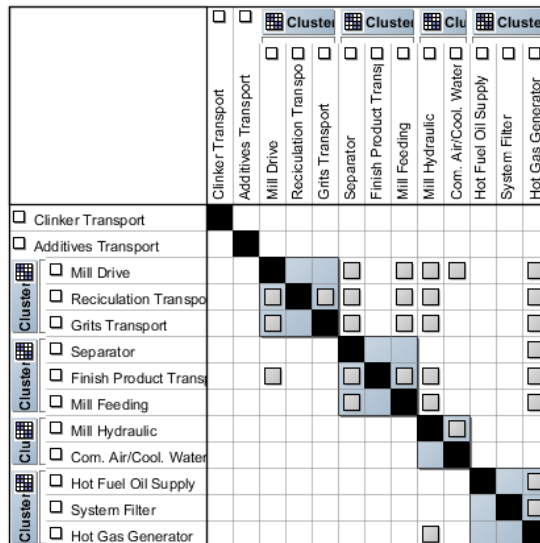 Cluster
Cluster
Clu
Cluste
Clinker Transport
Additives Transport
Mill Drive
Reciculation Transpo
Grits Transport
Separator
Finish Product Transp
Mill Feeding
Mill Hydraulic
Com. Air/Cool. Water
Hot Fuel Oil Supply
System Filter
Hot Gas Generator
Clinker Transport
Additives Transport
Cluster
Mill Drive
Reciculation Transpo
Grits Transport
Cluster
Separator
Finish Product Transp
Mill Feeding
Clu
Mill Hydraulic
Com. Air/Cool. Water
Cluster
Hot Fuel Oil Supply
System Filter
Hot Gas Generator